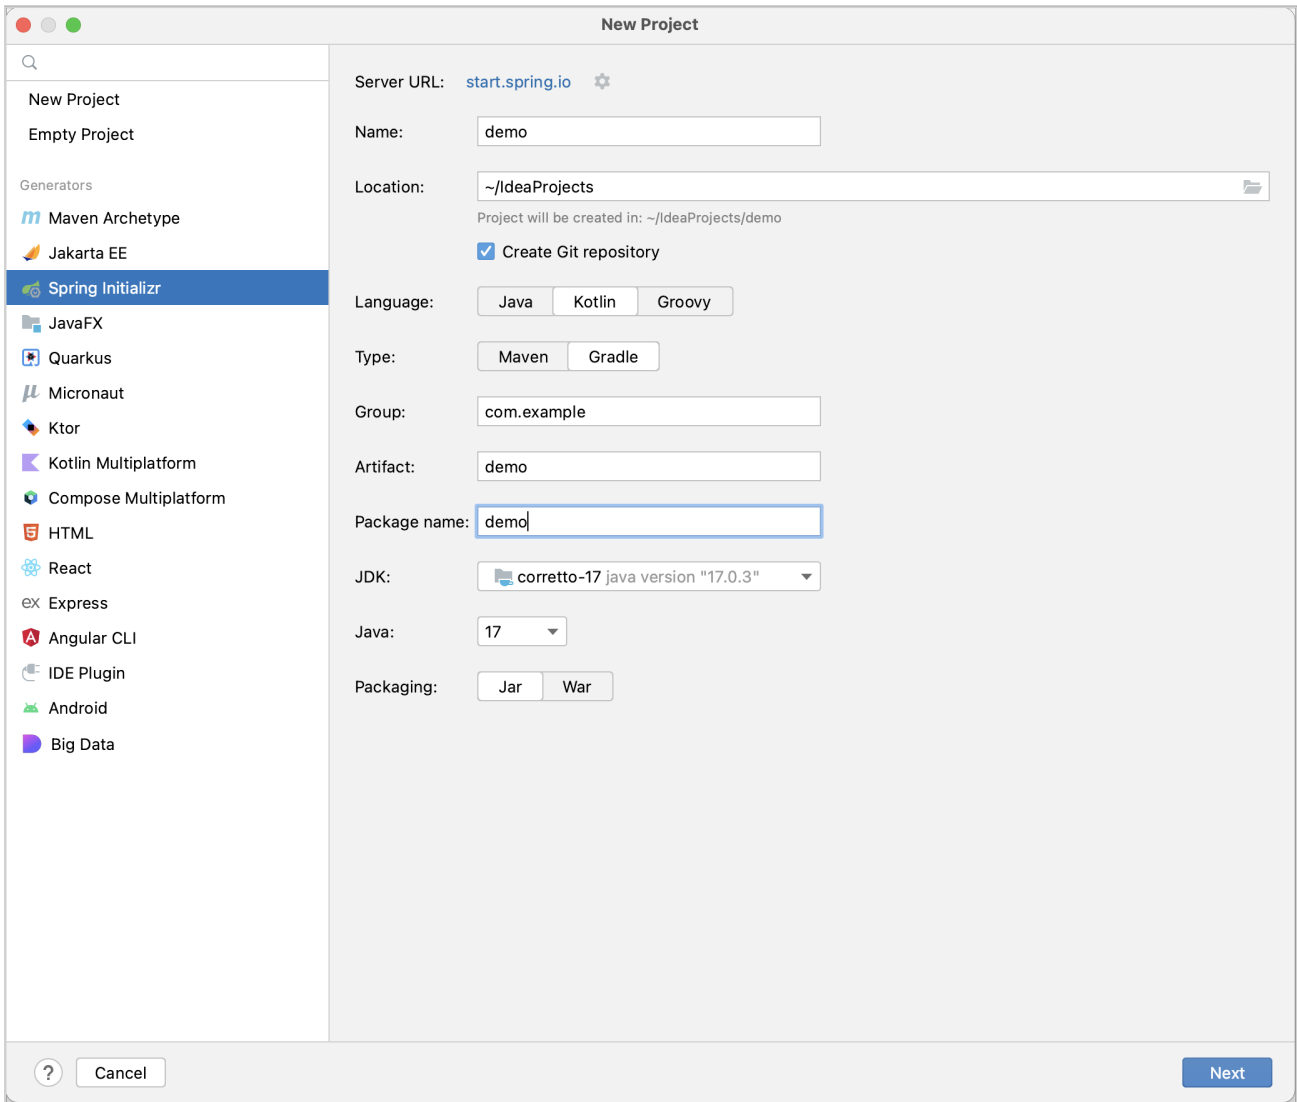 New Project
New Project
Empty Project
Generators
Maven Archetype
Jakarta EE
Spring Initializr
JavaFX
Quarkus
Micronaut
Ktor
Kotlin Multiplatform
Compose Multiplatform
HTML
React
ex Express
Angular CLI
IDE Plugin
Android
Big Data
Server URL: start.spring.io
Name: demo
Location: ~/IdeaProjects
Project will be created in: ~/IdeaProjects/demo
Create Git repository
Language: Java Kotlin Groovy
Type: Maven Gradle
Group: com.example
Artifact: demo
Package name: demo
JDK: corretto-17 java version "17.0.3"
Java: 17
Packaging: Jar War
? Cancel Next